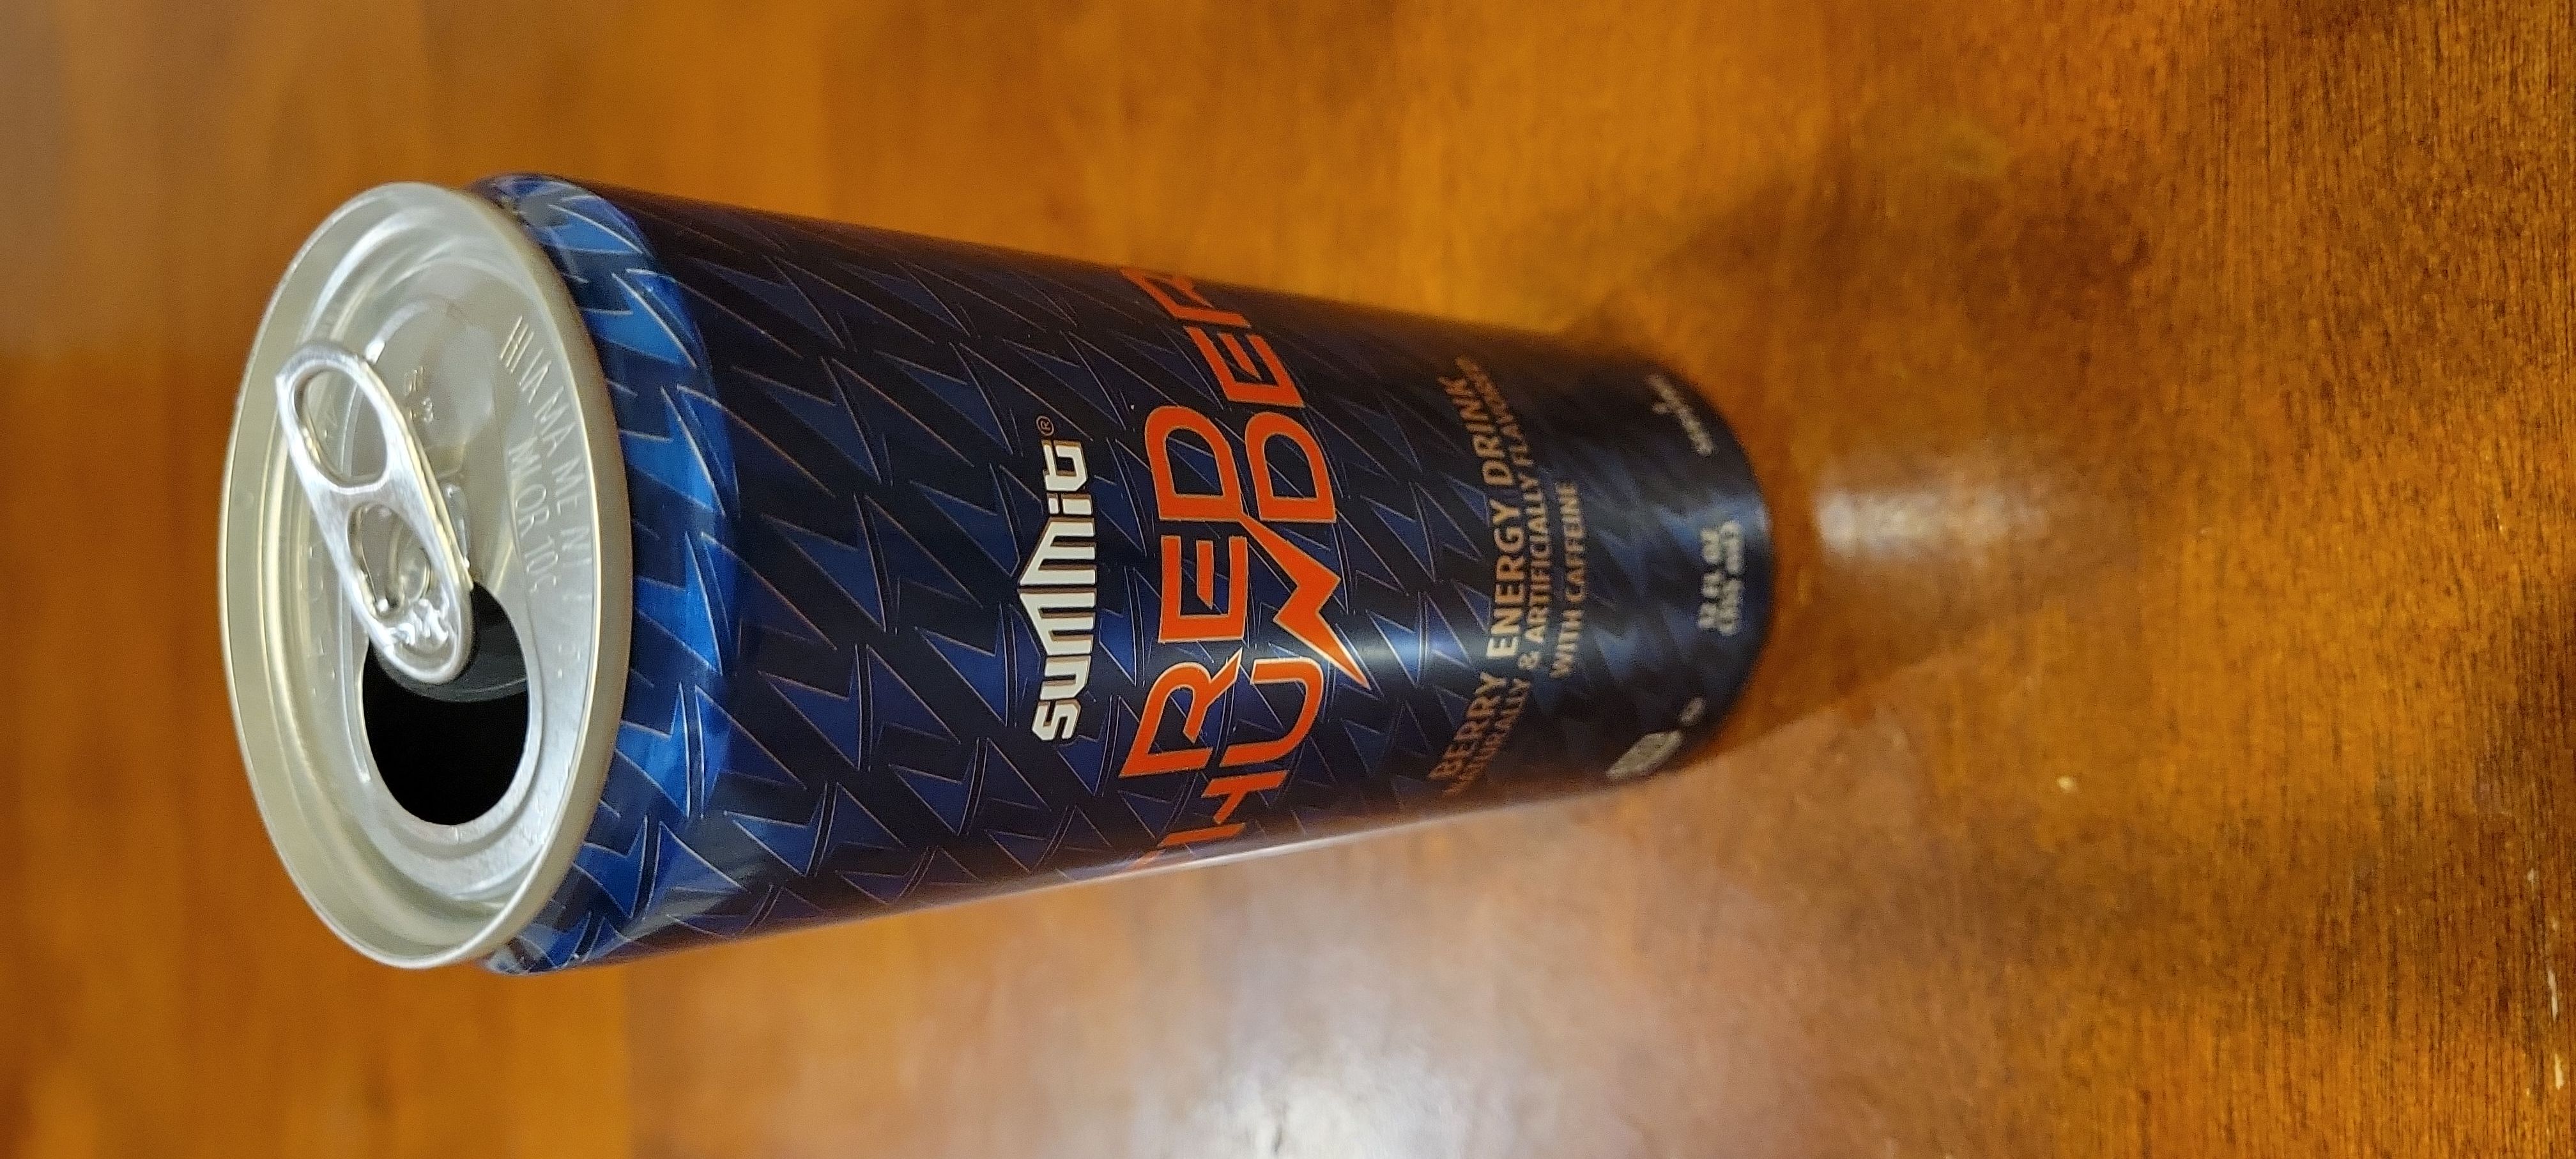 HI IA MA ME N
MI OR 10¢
summit®
RED
THUNDER
BERRY ENERGY DRINK
NATURALLY & ARTIFICIALLY FLAVORED
WITH CAFFEINE
12 FL OZ